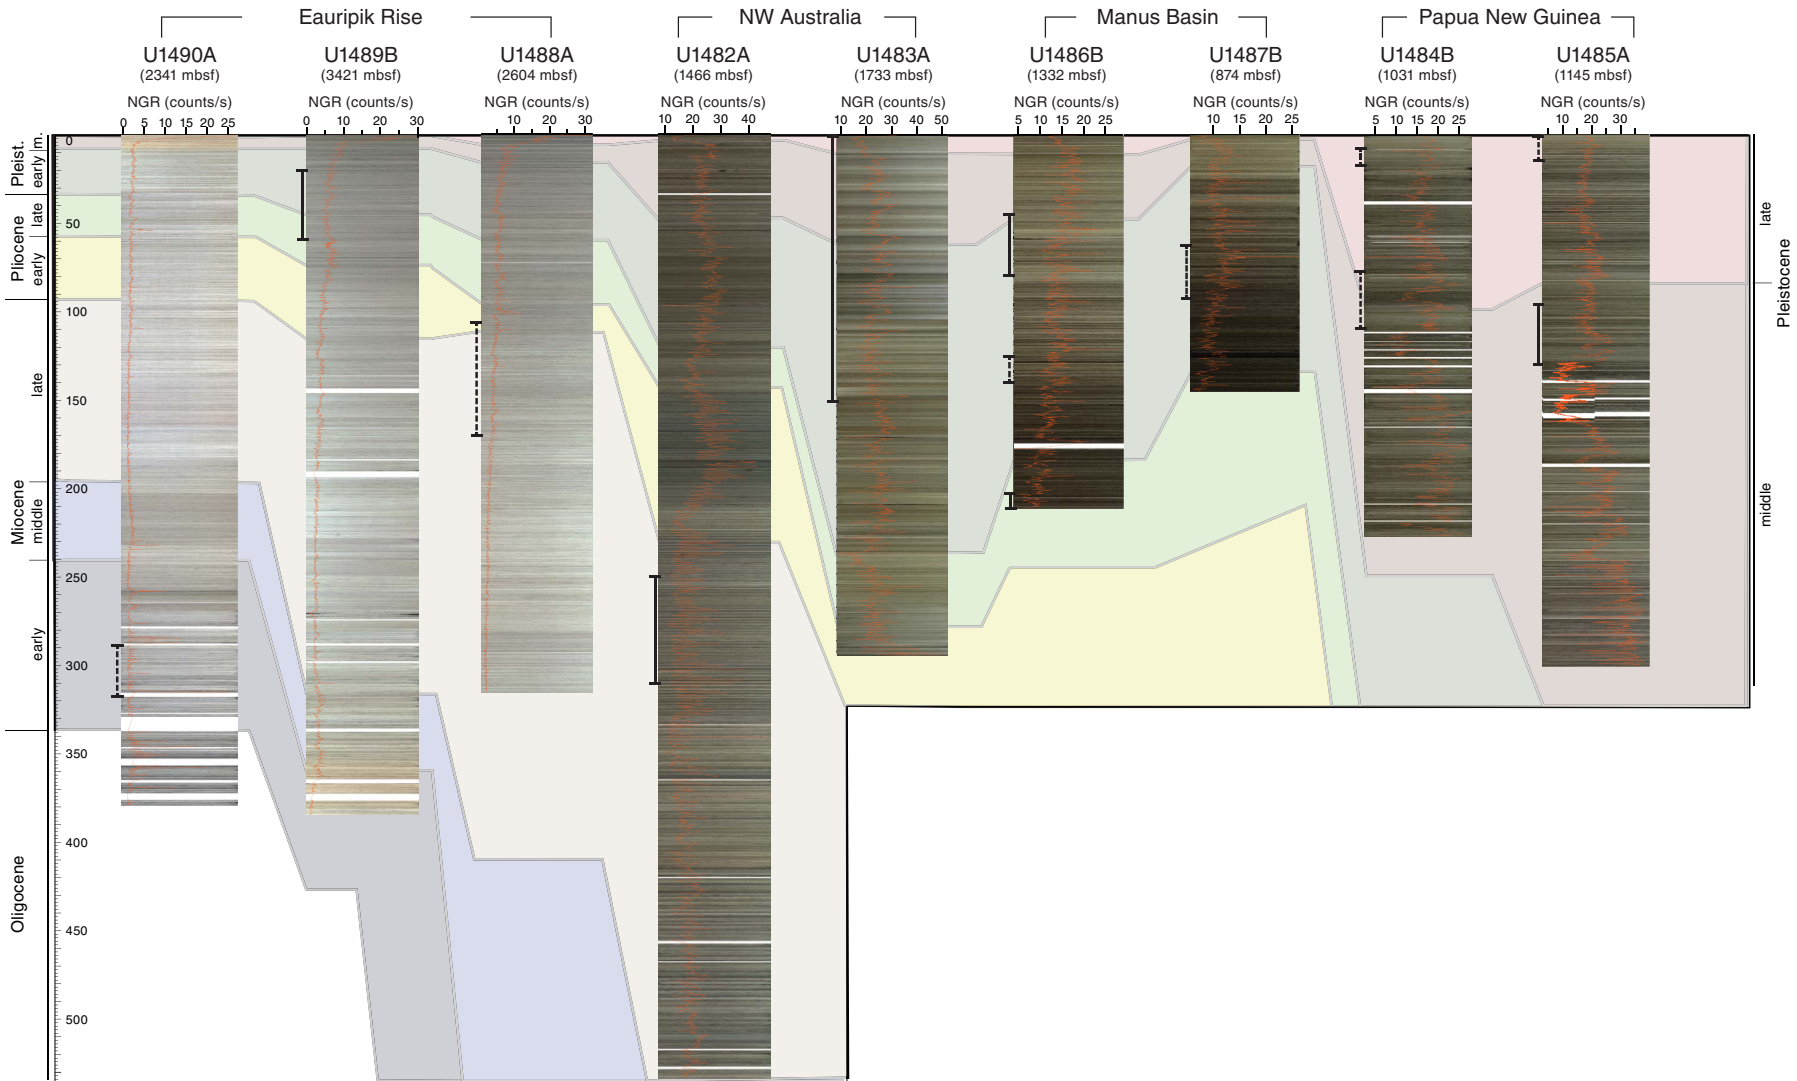 Eauripik Rise NW Australia Manus Basin Papua New Guinea
U1490A U1489B U1488A U1482A U1483A U1486B U1487B U1484B U1485A
(2341 mbsf) (3421 mbsf) (2604 mbsf) (1466 mbsf) (1733 mbsf) (1332 mbsf) (874 mbsf) (1031 mbsf) (1145 mbsf)
NGR (counts/s) NGR (counts/s) NGR (counts/s) NGR (counts/s) NGR (counts/s) NGR (counts/s) NGR (counts/s) NGR (counts/s) NGR (counts/s)
0 5 10 15 20 25 0 10 20 30 10 20 30 10 20 30 40 10 20 30 40 50 5 10 15 20 25 10 15 20 25 5 10 15 20 25 10 20 30
Pleist.
early m.
Pliocene
early late
Miocene
early middle late
Oligocene
0
50
100
150
200
250
300
350
400
450
500
late
Pleistocene
middle